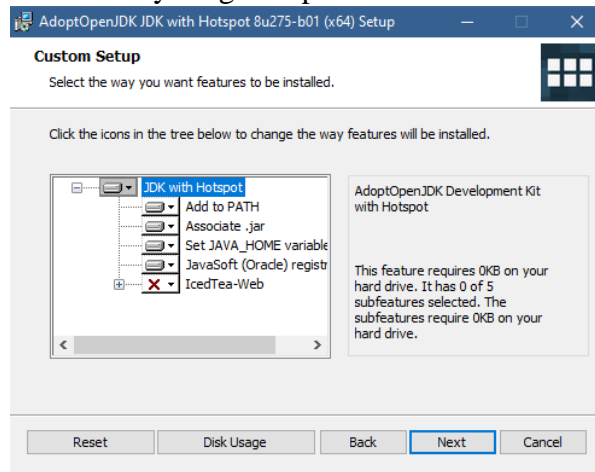 AdoptOpenJDK JDK with Hotspot 8u275-b01 (x64) Setup
Custom Setup
Select the way you want features to be installed.
Click the icons in the tree below to change the way features will be installed.
JDK with Hotspot
Add to PATH
Associate .jar
Set JAVA_HOME variable
JavaSoft (Oracle) registr
IcedTea-Web
AdoptOpenJDK Development Kit
with Hotspot
This feature requires 0KB on your
hard drive. It has 0 of 5
subfeatures selected. The
subfeatures require 0KB on your
hard drive.
Reset
Disk Usage
Back
Next
Cancel